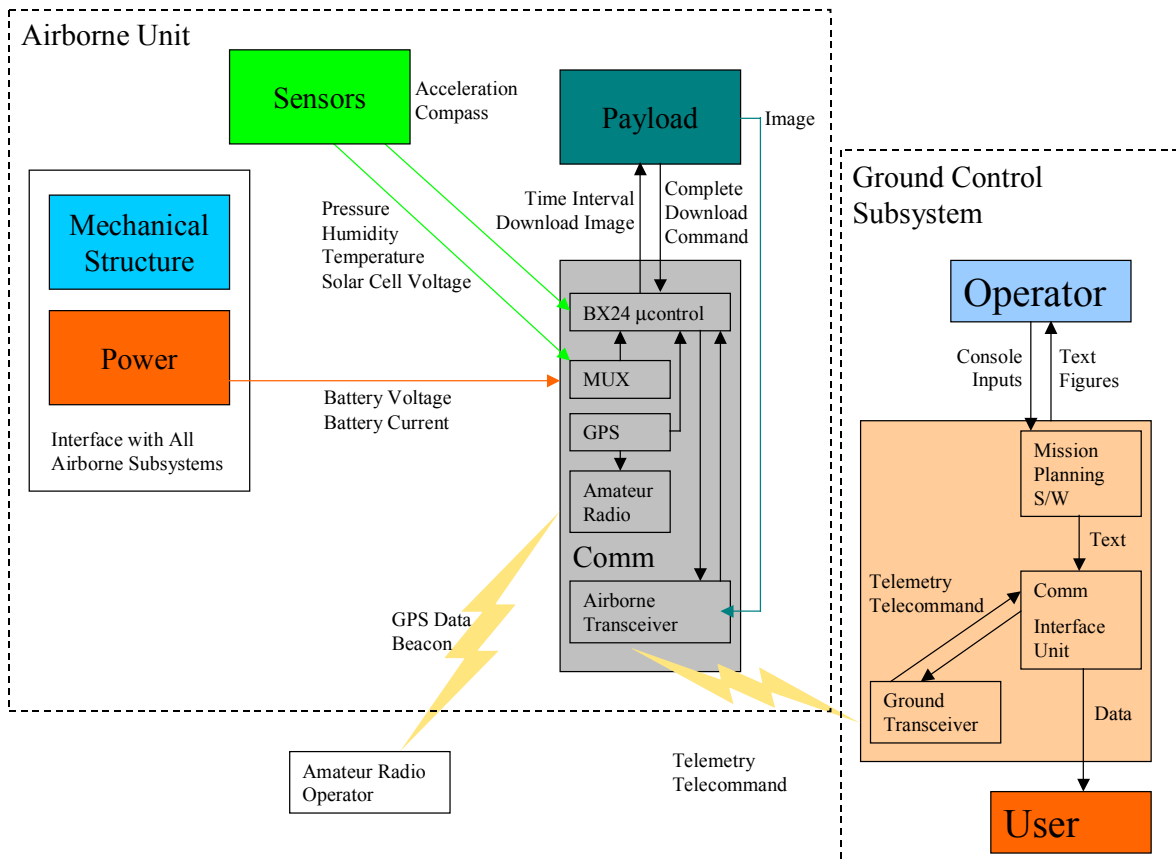 Airborne Unit
Sensors
Acceleration
Compass
Payload
Image
Mechanical
Structure
Power
Interface with All
Airborne Subsystems
Pressure
Humidity
Temperature
Solar Cell Voltage
Time Interval
Download Image
Complete
Download
Command
Battery Voltage
Battery Current
BX24 μcontrol
MUX
GPS
Amateur
Radio
Comm
Airborne
Transceiver
GPS Data
Beacon
Amateur Radio
Operator
Telemetry
Telecommand
Ground Control
Subsystem
Operator
Console
Inputs
Text
Figures
Mission
Planning
S/W
Text
Telemetry
Telecommand
Comm
Interface
Unit
Ground
Transceiver
Data
User